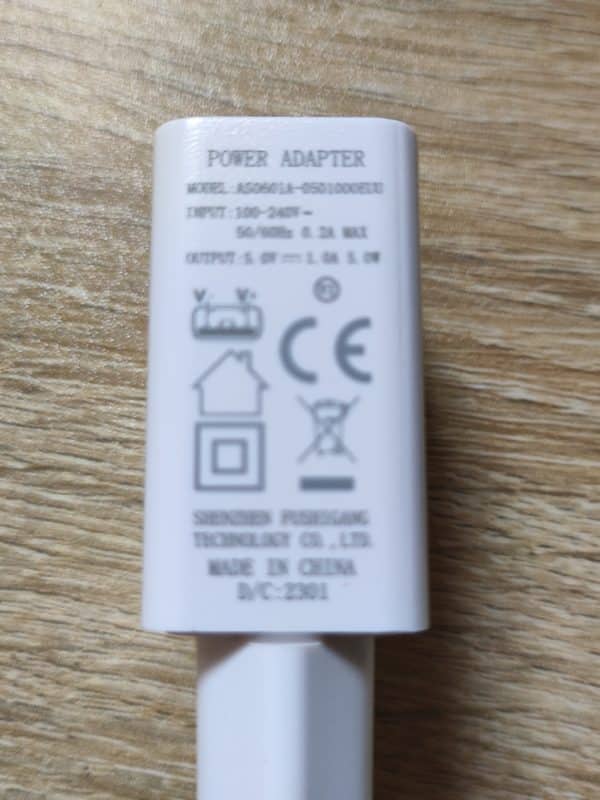 POWER ADAPTER
MODEL:AS0601A-0501000EUU
INPUT:100-240V~
50/60Hz 0.2A MAX
OUTPUT:5.0V⎓1.0A 5.0W
V- V+
CE
SHENZHEN FUSHIGANG
TECHNOLOGY CO.,LTD.
MADE IN CHINA
D/C:2301